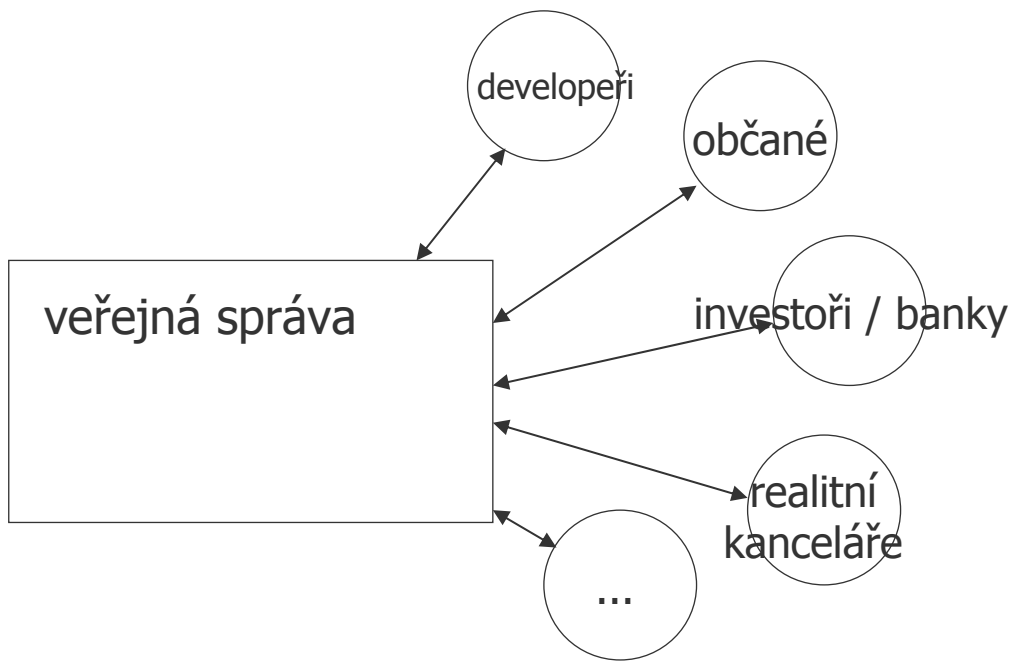 developeři
občané
veřejná správa
investoři / banky
realitní
kanceláře
...